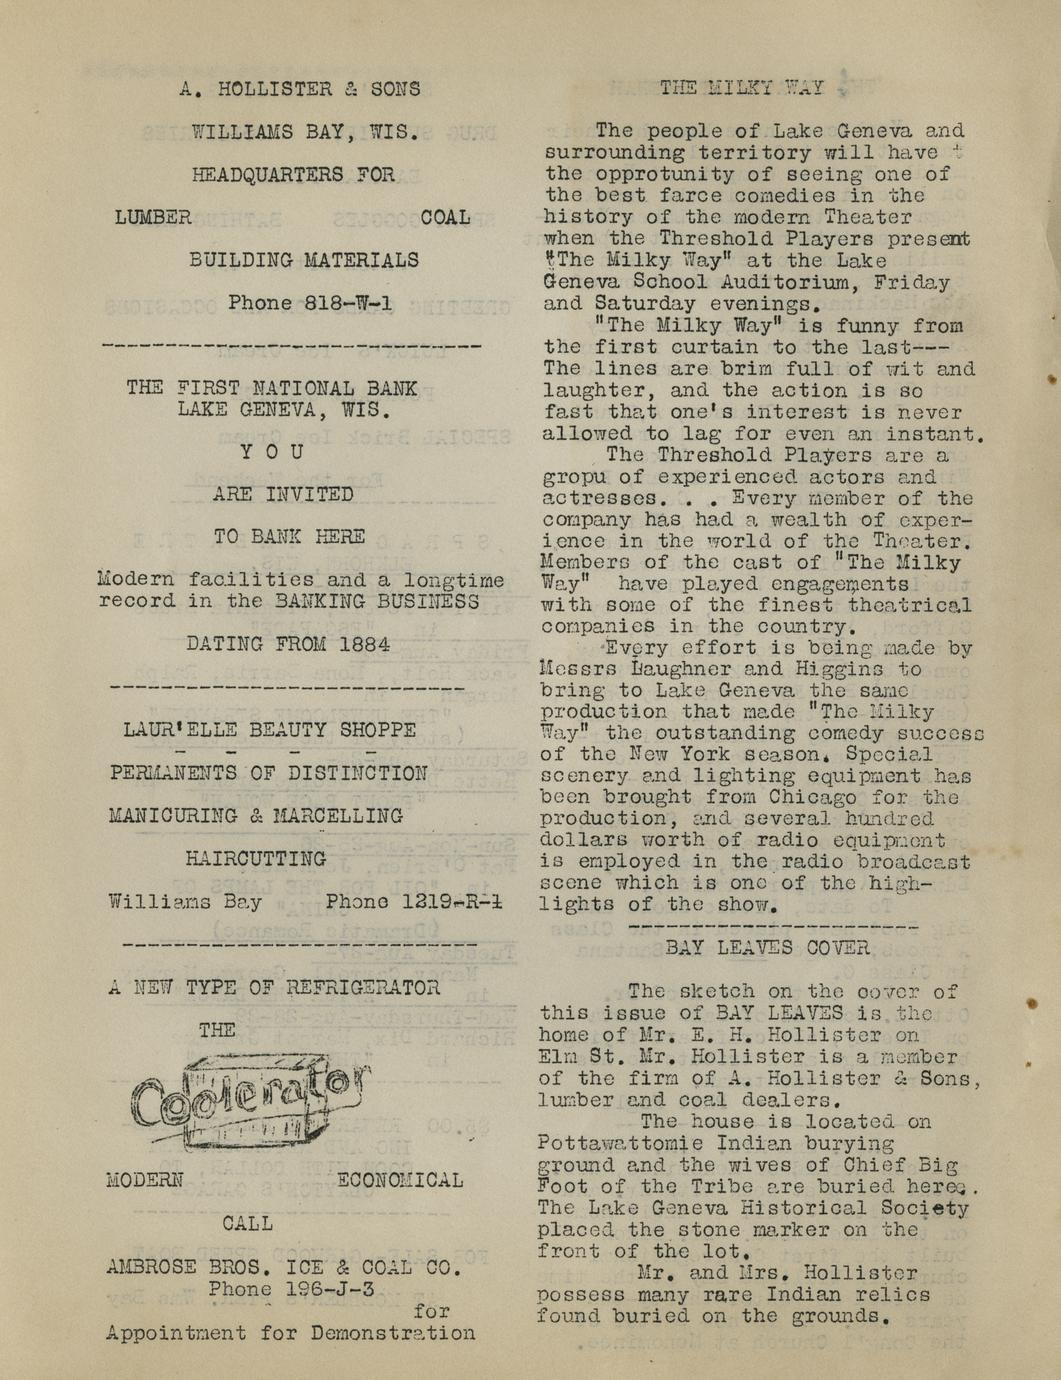 A. HOLLISTER & SONS
WILLIAMS BAY, WIS.
HEADQUARTERS FOR
LUMBER COAL
BUILDING MATERIALS
Phone 818-W-1
THE FIRST NATIONAL BANK
LAKE GENEVA, WIS.
Y O U
ARE INVITED
TO BANK HERE
Modern facilities and a longtime
record in the BANKING BUSINESS
DATING FROM 1884
LAUR'ELLE BEAUTY SHOPPE
PERMANENTS OF DISTINCTION
MANICURING & MARCELLING
HAIRCUTTING
Williams Bay Phone 1219-R-1
A NEW TYPE OF REFRIGERATOR
THE
Coolerator
MODERN ECONOMICAL
CALL
AMBROSE BROS. ICE & COAL CO.
Phone 196-J-3
for
Appointment for Demonstration
THE MILKY WAY
The people of Lake Geneva and
surrounding territory will have t
the opprotunity of seeing one of
the best farce comedies in the
history of the modern Theater
when the Threshold Players present
"The Milky Way" at the Lake
Geneva School Auditorium, Friday
and Saturday evenings.
"The Milky Way" is funny from
the first curtain to the last---
The lines are brim full of wit and
laughter, and the action is so
fast that one's interest is never
allowed to lag for even an instant.
The Threshold Players are a
gropu of experienced actors and
actresses. . . Every member of the
company has had a wealth of exper-
ience in the world of the Theater.
Members of the cast of "The Milky
Way" have played engagements
with some of the finest theatrical
companies in the country.
Every effort is being made by
Messrs Laughner and Higgins to
bring to Lake Geneva the same
production that made "The Milky
Way" the outstanding comedy success
of the New York season. Special
scenery and lighting equipment has
been brought from Chicago for the
production, and several hundred
dollars worth of radio equipment
is employed in the radio broadcast
scene which is one of the high-
lights of the show.
BAY LEAVES COVER
The sketch on the cover of
this issue of BAY LEAVES is the
home of Mr. E. H. Hollister on
Elm St. Mr. Hollister is a member
of the firm of A. Hollister & Sons,
lumber and coal dealers.
The house is located on
Pottawattomie Indian burying
ground and the wives of Chief Big
Foot of the Tribe are buried here.
The Lake Geneva Historical Society
placed the stone marker on the
front of the lot.
Mr. and Mrs. Hollister
possess many rare Indian relics
found buried on the grounds.